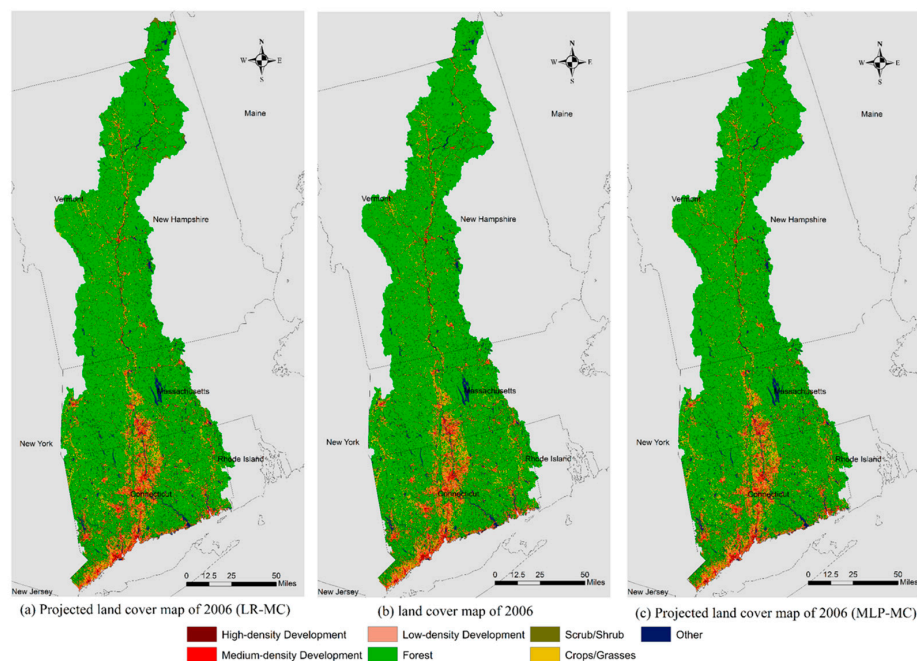 N
W E
S
Maine
Vermont
New Hampshire
Massachusetts
New York
Rhode Island
Connecticut
New Jersey
0 12.5 25 50
Miles
(a) Projected land cover map of 2006 (LR-MC)
N
W E
S
Maine
Vermont
New Hampshire
Massachusetts
New York
Rhode Island
Connecticut
New Jersey
0 12.5 25 50
Miles
(b) land cover map of 2006
N
W E
S
Maine
Vermont
New Hampshire
Massachusetts
New York
Rhode Island
Connecticut
New Jersey
0 12.5 25 50
Miles
(c) Projected land cover map of 2006 (MLP-MC)
High-density Development Low-density Development Scrub/Shrub Other
Medium-density Development Forest Crops/Grasses